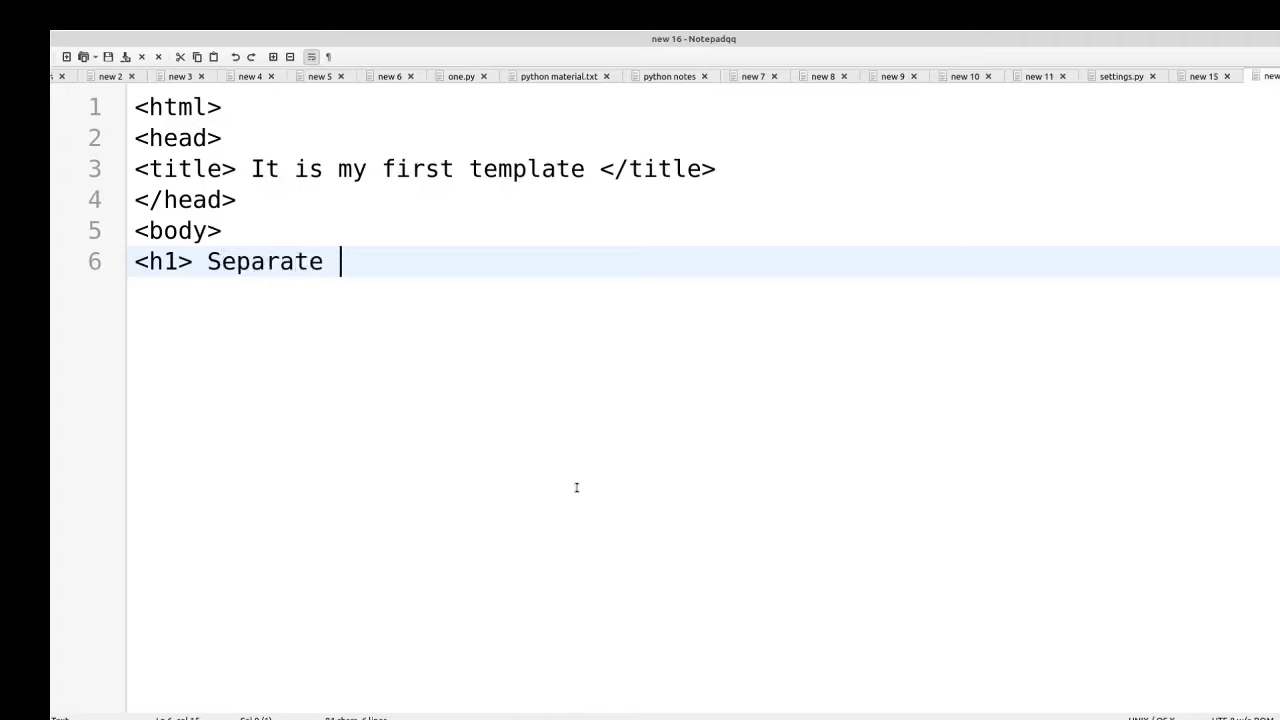 new 16 - Notepadqq
new 2 new 3 new 4 new 5 new 6 one.py python material.txt python notes new 7 new 8 new 9 new 10 new 11 settings.py new 15 new
1 <html>
2 <head>
3 <title> It is my first template </title>
4 </head>
5 <body>
6 <h1> Separate